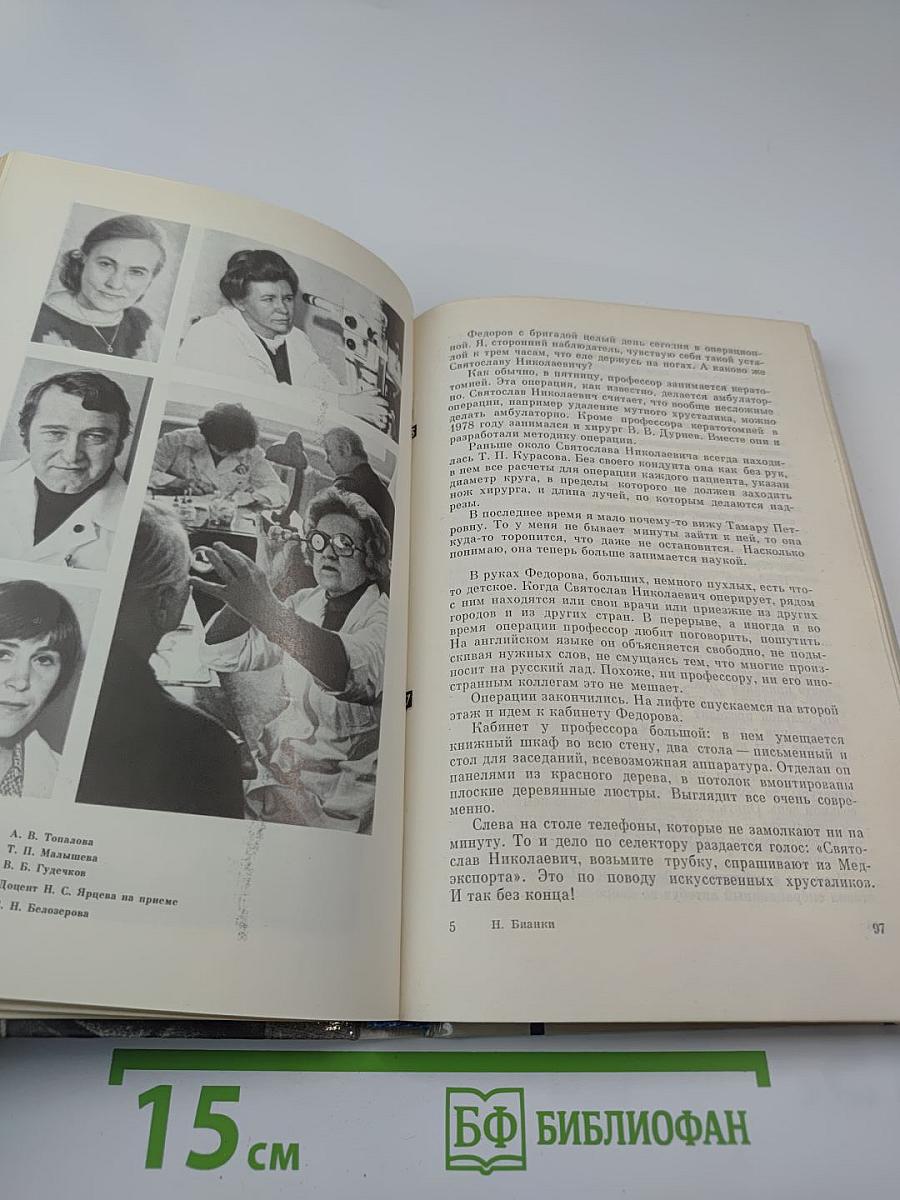 А. В. Топалова
Т. П. Малышева
В. Б. Гудечков
Доцент Н. С. Ярцева на приеме
Н. Белозерова
Федоров с бригадой целый день сегодня в операцион-
ной. Я, сторонний наблюдатель, чувствую себя такой уста-
лой к трем часам, что еле держусь на ногах. А каково же
Святославу Николаевичу?
Как обычно, в пятницу, профессор занимается керато-
томией. Эта операция, как известно, делается амбулатор-
но. Святослав Николаевич считает, что вообще несложные
операции, например удаление мутного хрусталика, можно
делать амбулаторно. Кроме профессора кератотомией в
1978 году занимался и хирург В. В. Дурнев. Вместе они и
разработали методику операции.
Раньше около Святослава Николаевича всегда находи-
лась Т. П. Курасова. Без своего кондуита она как без рук,
в нем все расчеты для операции каждого пациента, указан
диаметр круга, в пределы которого не должен заходить
нож хирурга, и длина лучей, по которым делаются над-
резы.
В последнее время я мало почему-то вижу Тамару Пет-
ровну. То у меня не бывает минуты зайти к ней, то она
куда-то торопится, что даже не остановится. Насколько
понимаю, она теперь больше занимается наукой.
В руках Федорова, больших, немного пухлых, есть что-
то детское. Когда Святослав Николаевич оперирует, рядом
с ним находятся или свои врачи или приезжие из других
городов и из других стран. В перерыве, а иногда и во
время операции профессор любит поговорить, пошутить.
На английском языке он объясняется свободно, не поды-
скивая нужных слов, не смущаясь тем, что многие произ-
носит на русский лад. Похоже, ни профессору, ни его ино-
странным коллегам это не мешает.
Операции закончились. На лифте спускаемся на второй
этаж и идем к кабинету Федорова.
Кабинет у профессора большой: в нем умещается
книжный шкаф во всю стену, два стола — письменный и
стол для заседаний, всевозможная аппаратура. Отделан он
панелями из красного дерева, в потолок вмонтированы
плоские деревянные люстры. Выглядит все очень совре-
менно.
Слева на столе телефоны, которые не замолкают ни на
минуту. То и дело по селектору раздается голос: «Свято-
слав Николаевич, возьмите трубку, спрашивают из Мед-
экспорта». Это по поводу искусственных хрусталиков.
И так без конца!
5 Н. Бианки 97
15 см
БФ БИБЛИОФАН